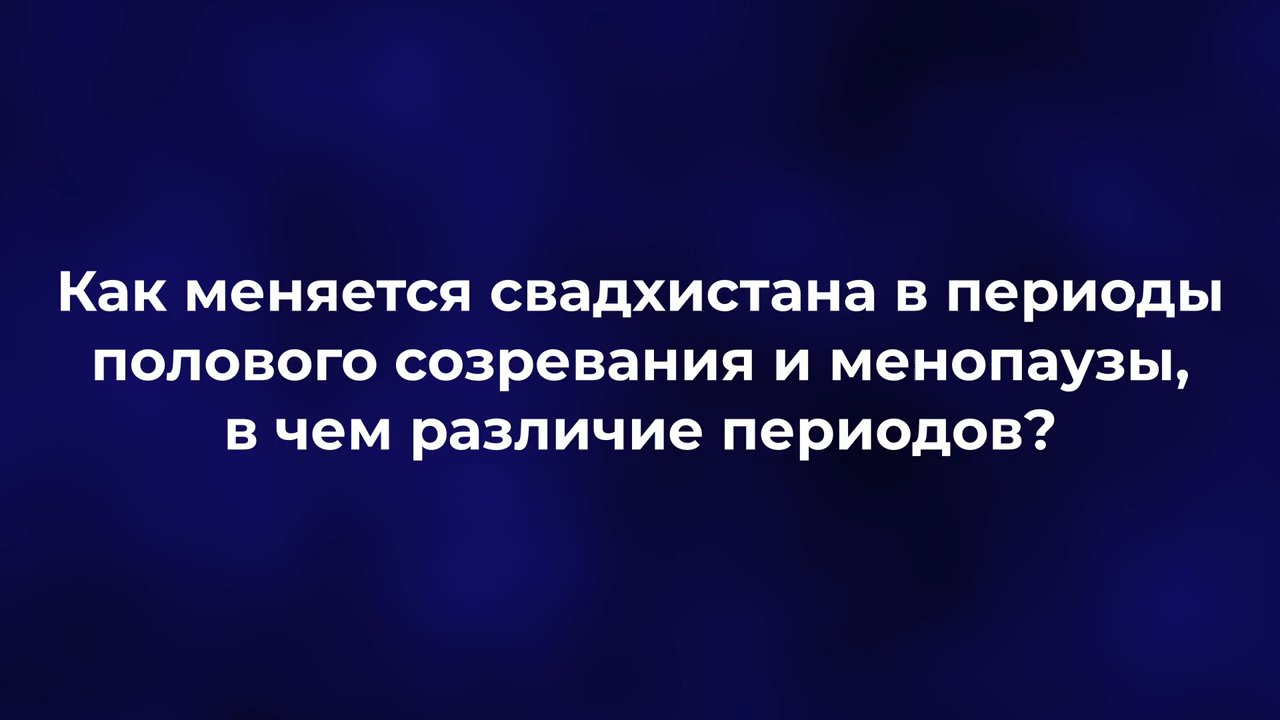 Как меняется свадхистана в периоды
полового созревания и менопаузы,
в чем различие периодов?